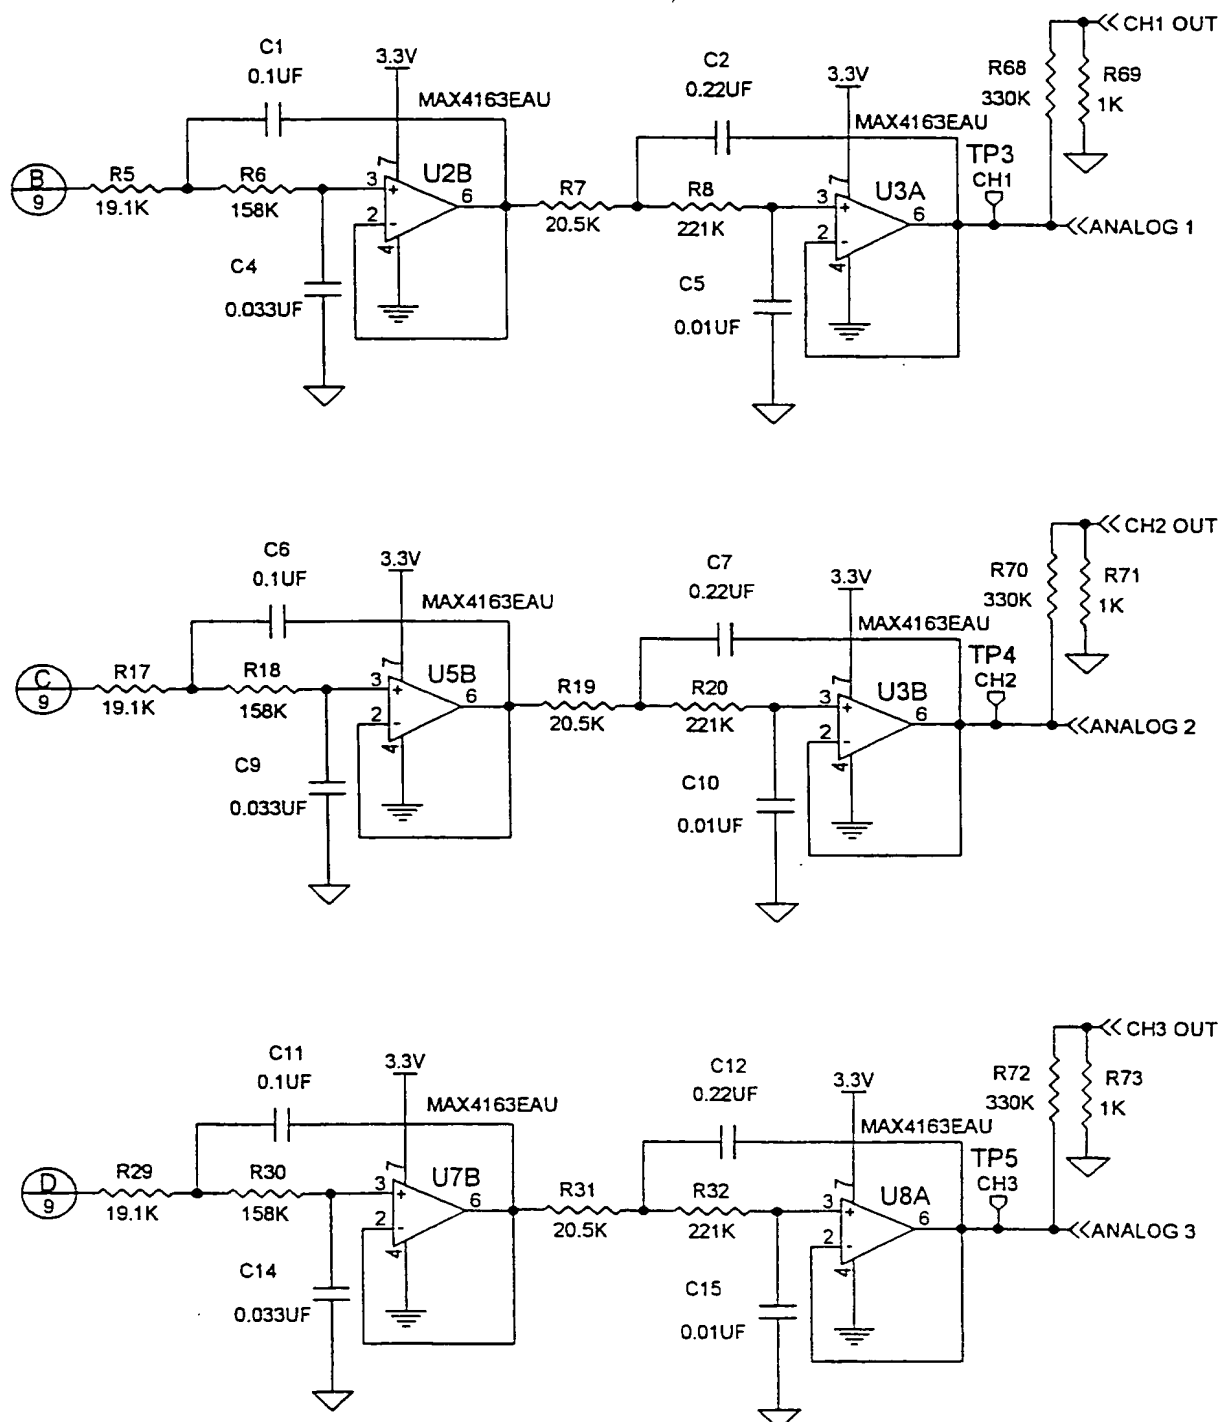 C1
0.1UF
3.3V
MAX4163EAU
C2
0.22UF
3.3V
MAX4163EAU
R68
330K
R69
1K
CH1 OUT
B
9
R5
19.1K
R6
158K
7
3
+
2
-
4
6
U2B
R7
20.5K
R8
221K
7
3
+
2
-
4
6
U3A
TP3
CH1
ANALOG 1
C4
0.033UF
C5
0.01UF
C6
0.1UF
3.3V
MAX4163EAU
C7
0.22UF
3.3V
MAX4163EAU
R70
330K
R71
1K
CH2 OUT
C
9
R17
19.1K
R18
158K
7
3
+
2
-
4
6
U5B
R19
20.5K
R20
221K
7
3
+
2
-
4
6
U3B
TP4
CH2
ANALOG 2
C9
0.033UF
C10
0.01UF
C11
0.1UF
3.3V
MAX4163EAU
C12
0.22UF
3.3V
MAX4163EAU
R72
330K
R73
1K
CH3 OUT
D
9
R29
19.1K
R30
158K
7
3
+
2
-
4
6
U7B
R31
20.5K
R32
221K
7
3
+
2
-
4
6
U8A
TP5
CH3
ANALOG 3
C14
0.033UF
C15
0.01UF